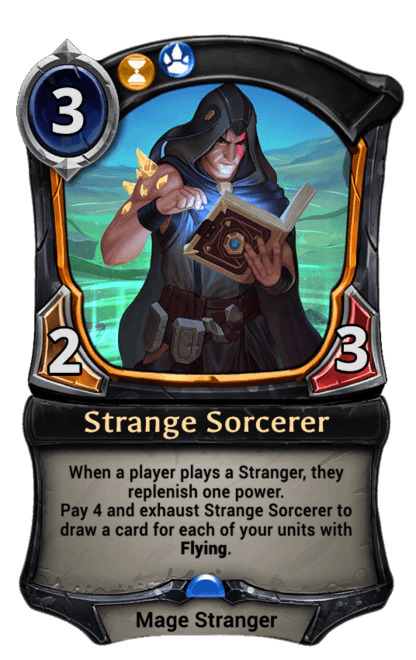 3
2
3
Strange Sorcerer
When a player plays a Stranger, they
replenish one power.
Pay 4 and exhaust Strange Sorcerer to
draw a card for each of your units with
Flying.
Mage Stranger